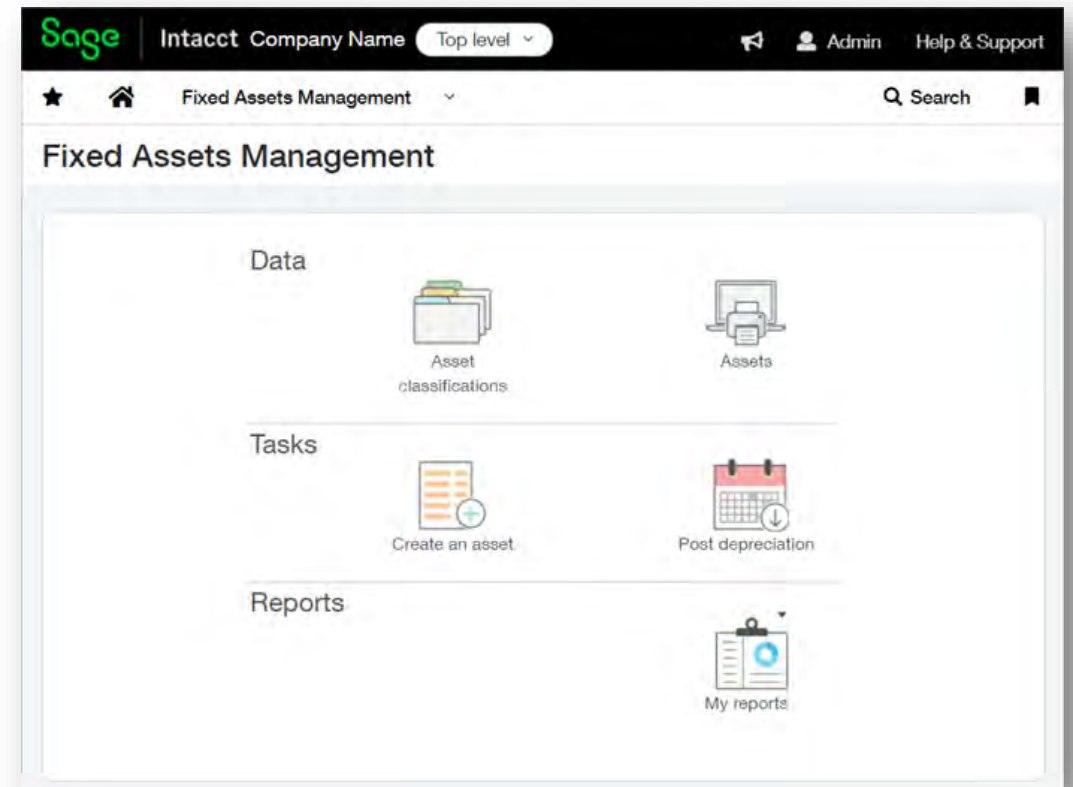 Sage Intacct Company Name Top level Admin Help & Support
Fixed Assets Management Search
Fixed Assets Management
Data
Asset
classifications
Assets
Tasks
Create an asset
Post depreciation
Reports
My reports